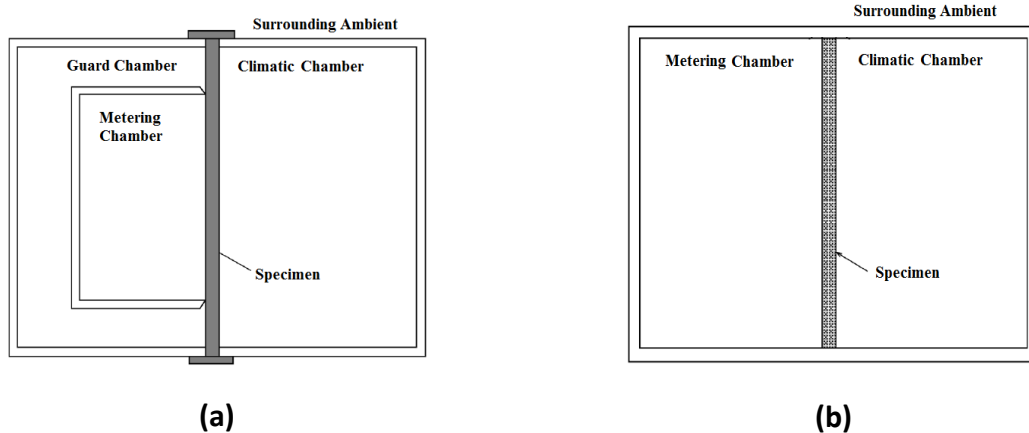 Surrounding Ambient
Guard Chamber
Climatic Chamber
Metering
Chamber
Specimen
(a)
Surrounding Ambient
Metering Chamber
Climatic Chamber
Specimen
(b)